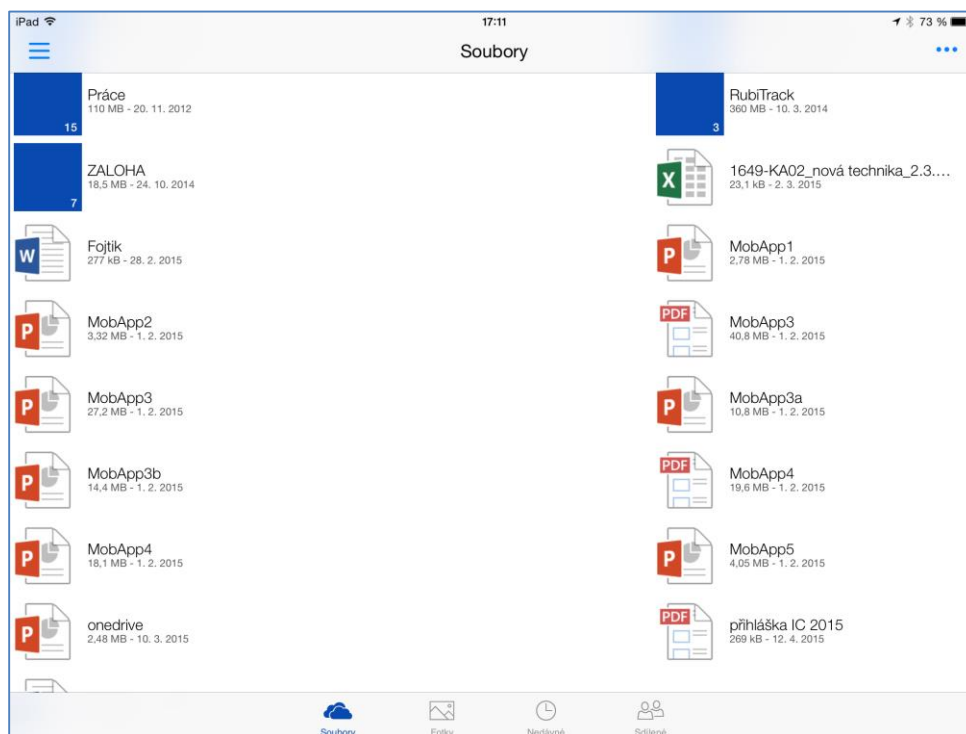 iPad 17:11 73 %
Soubory
Práce
110 MB - 20. 11. 2012
15
RubiTrack
360 MB - 10. 3. 2014
3
ZALOHA
18,5 MB - 24. 10. 2014
7
X
1649-KA02_nová technika_2.3....
23,1 kB - 2. 3. 2015
W
Fojtik
277 kB - 28. 2. 2015
P
MobApp1
2,78 MB - 1. 2. 2015
P
MobApp2
3,32 MB - 1. 2. 2015
PDF
MobApp3
40,8 MB - 1. 2. 2015
P
MobApp3
27,2 MB - 1. 2. 2015
P
MobApp3a
10,8 MB - 1. 2. 2015
P
MobApp3b
14,4 MB - 1. 2. 2015
PDF
MobApp4
19,6 MB - 1. 2. 2015
P
MobApp4
18,1 MB - 1. 2. 2015
P
MobApp5
4,05 MB - 1. 2. 2015
P
onedrive
2,48 MB - 10. 3. 2015
PDF
přihláška IC 2015
269 kB - 12. 4. 2015
Soubory Fotky Nedávné Sdílené